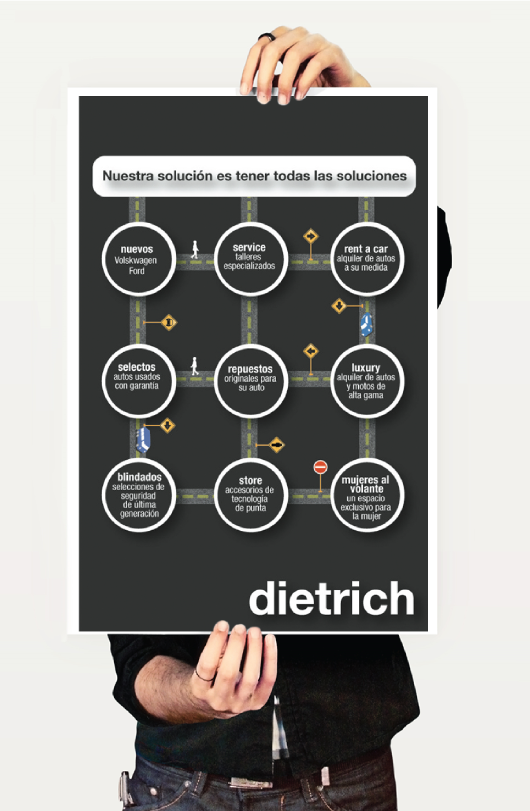 Nuestra solución es tener todas las soluciones
nuevos
Volskwagen
Ford
service
talleres
especializados
rent a car
alquiler de autos
a su medida
selectos
autos usados
con garantía
repuestos
originales para
su auto
luxury
alquiler de autos
y motos de
alta gama
blindados
selecciones de
seguridad
de última
generación
store
accesorios de
tecnología
de punta
mujeres al
volante
un espacio
exclusivo para
la mujer
dietrich